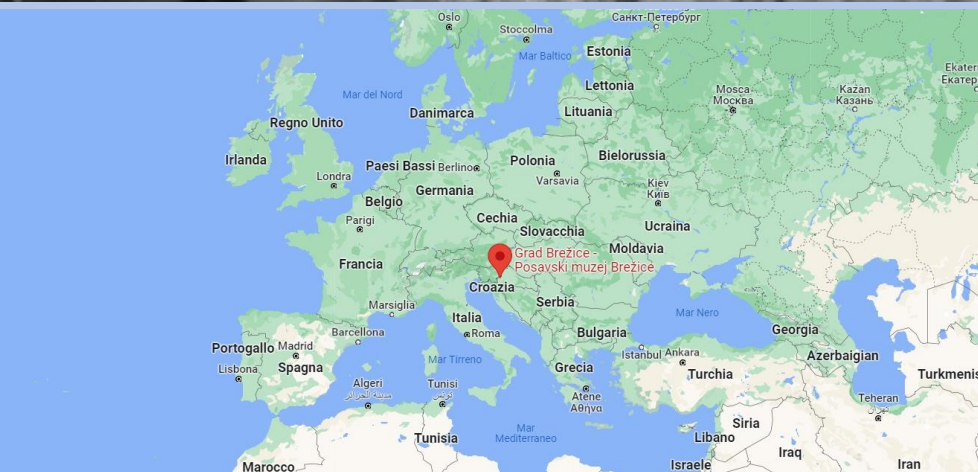 Oslo
Санкт-Петербург
Stoccolma
Mar Baltico
Estonia
Lettonia
Mar del Nord
Danimarca
Lituania
Mosca
Москва
Kazan
Казань
Regno Unito
Irlanda
Londra
Paesi Bassi
Berlino
Polonia
Varsavia
Bielorussia
Germania
Belgio
Kiev
Київ
Parigi
Cechia
Slovacchia
Ucraina
Francia
Grad Brežice -
Posavski muzej Brežice
Moldavia
Croazia
Serbia
Marsiglia
Italia
Roma
Mar Nero
Bulgaria
Georgia
Barcellona
Portogallo
Madrid
Lisbona
Spagna
Mar Tirreno
Grecia
Istanbul
Ankara
Turchia
Azerbaigian
Turkmenis
Algeri
مدينة الجزائر
Tunisi
تونس
Atene
Αθήνα
Teheran
تهران
Mar
Mediterraneo
Tunisia
Siria
Libano
Iraq
Israele
Iran
Marocco